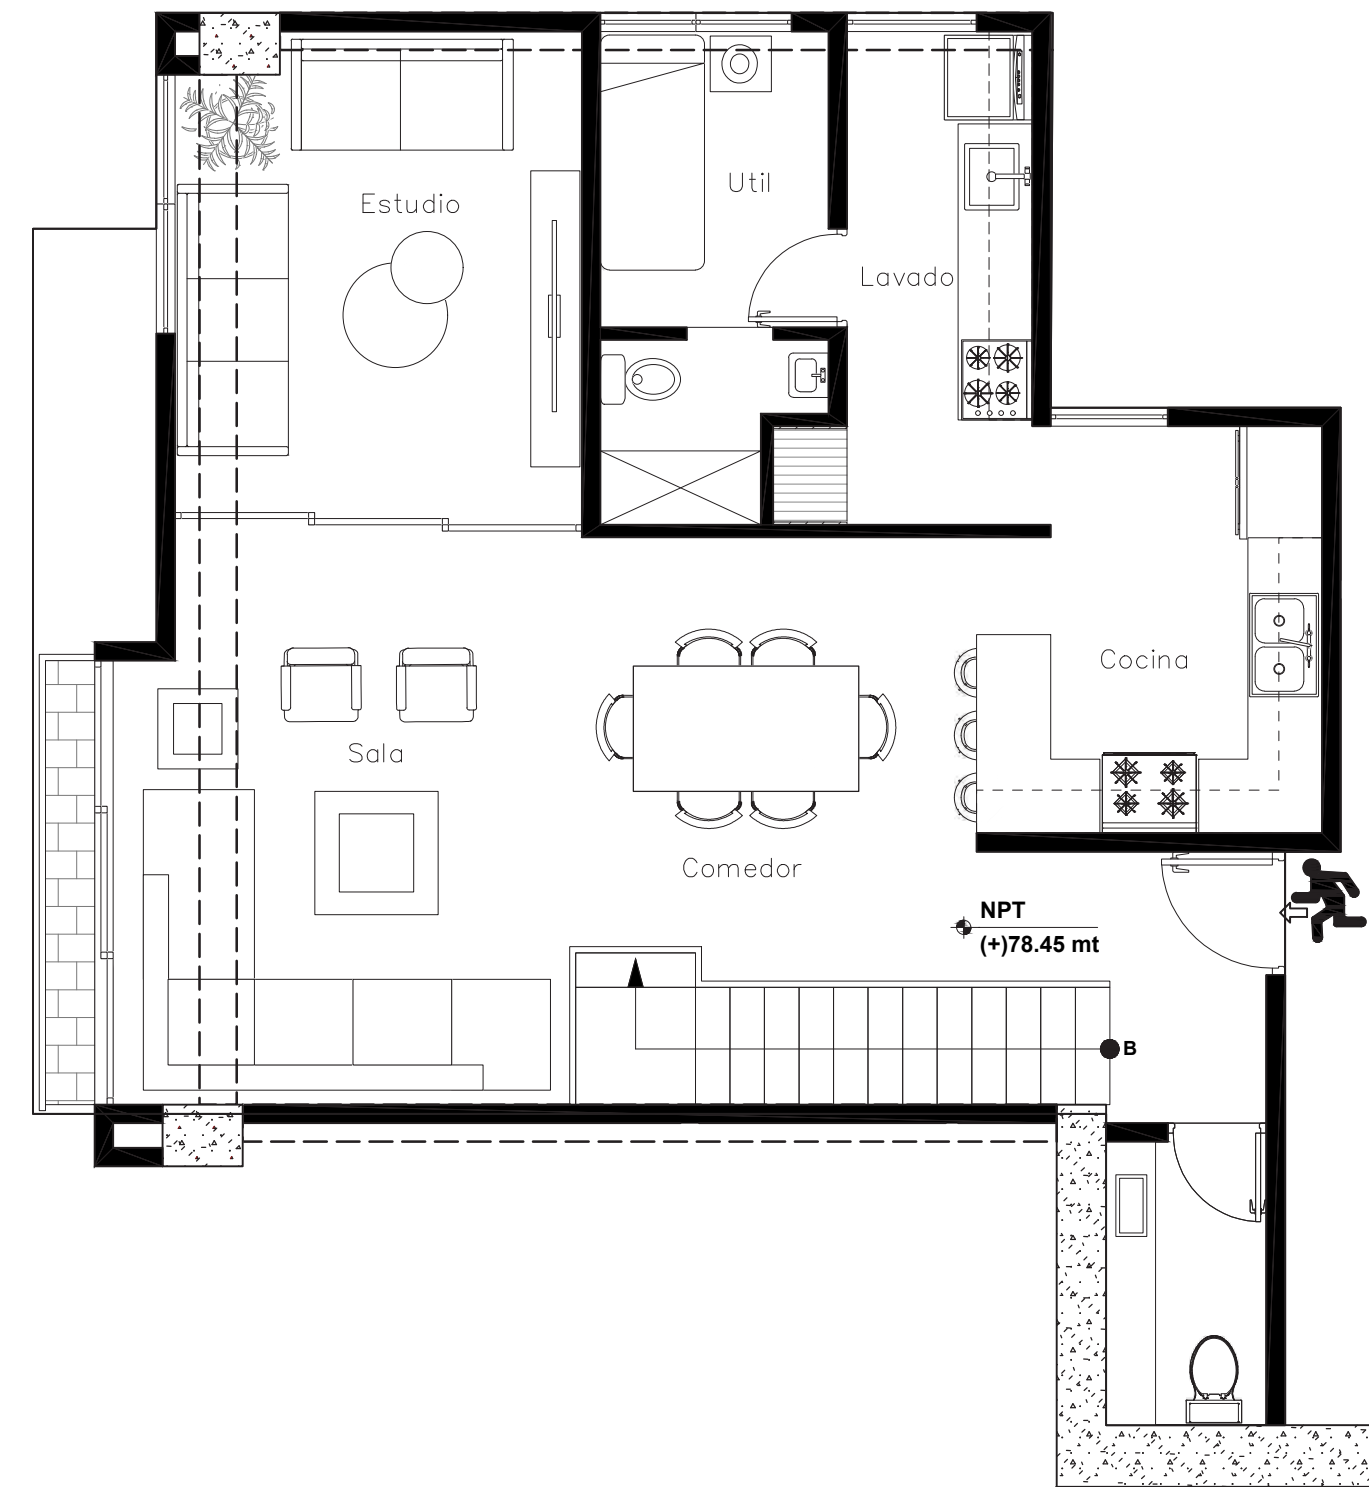 Util
Estudio
Lavado
Cocina
Sala
Comedor
NPT
(+)78.45 mt
B